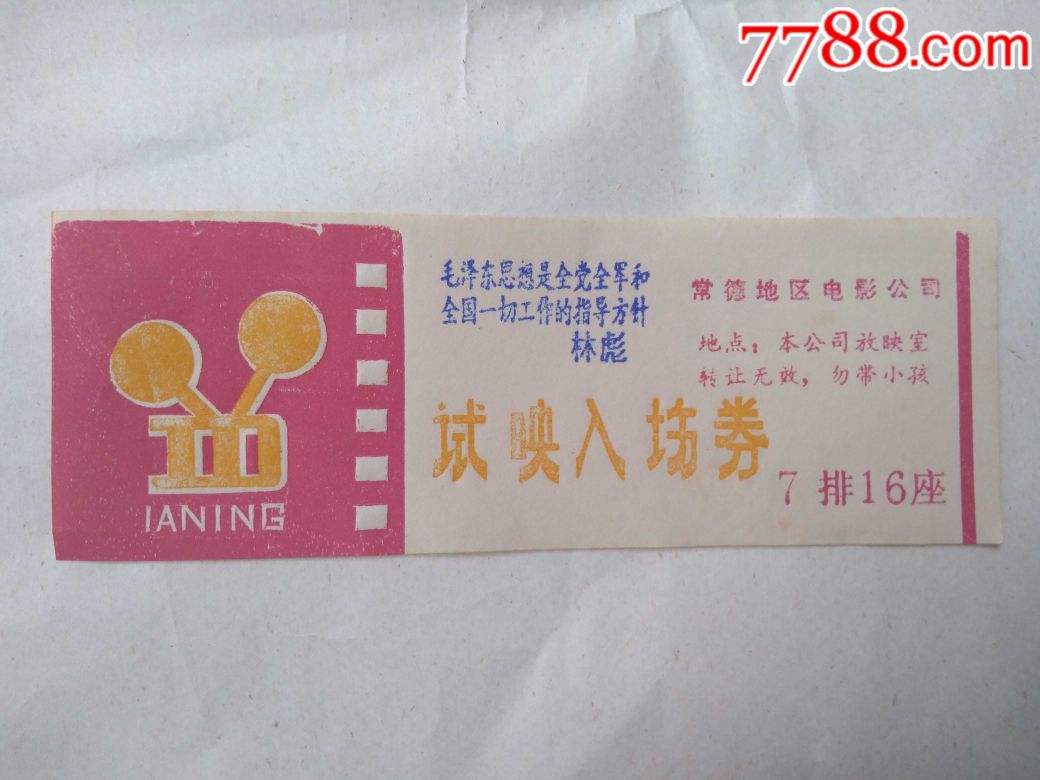 7788.com
毛泽东思想是全党全军和
全国一切工作的指导方针
林彪
常德地区电影公司
地点：本公司放映室
转让无效，勿带小孩
试映入场券
7 排16座
IANING